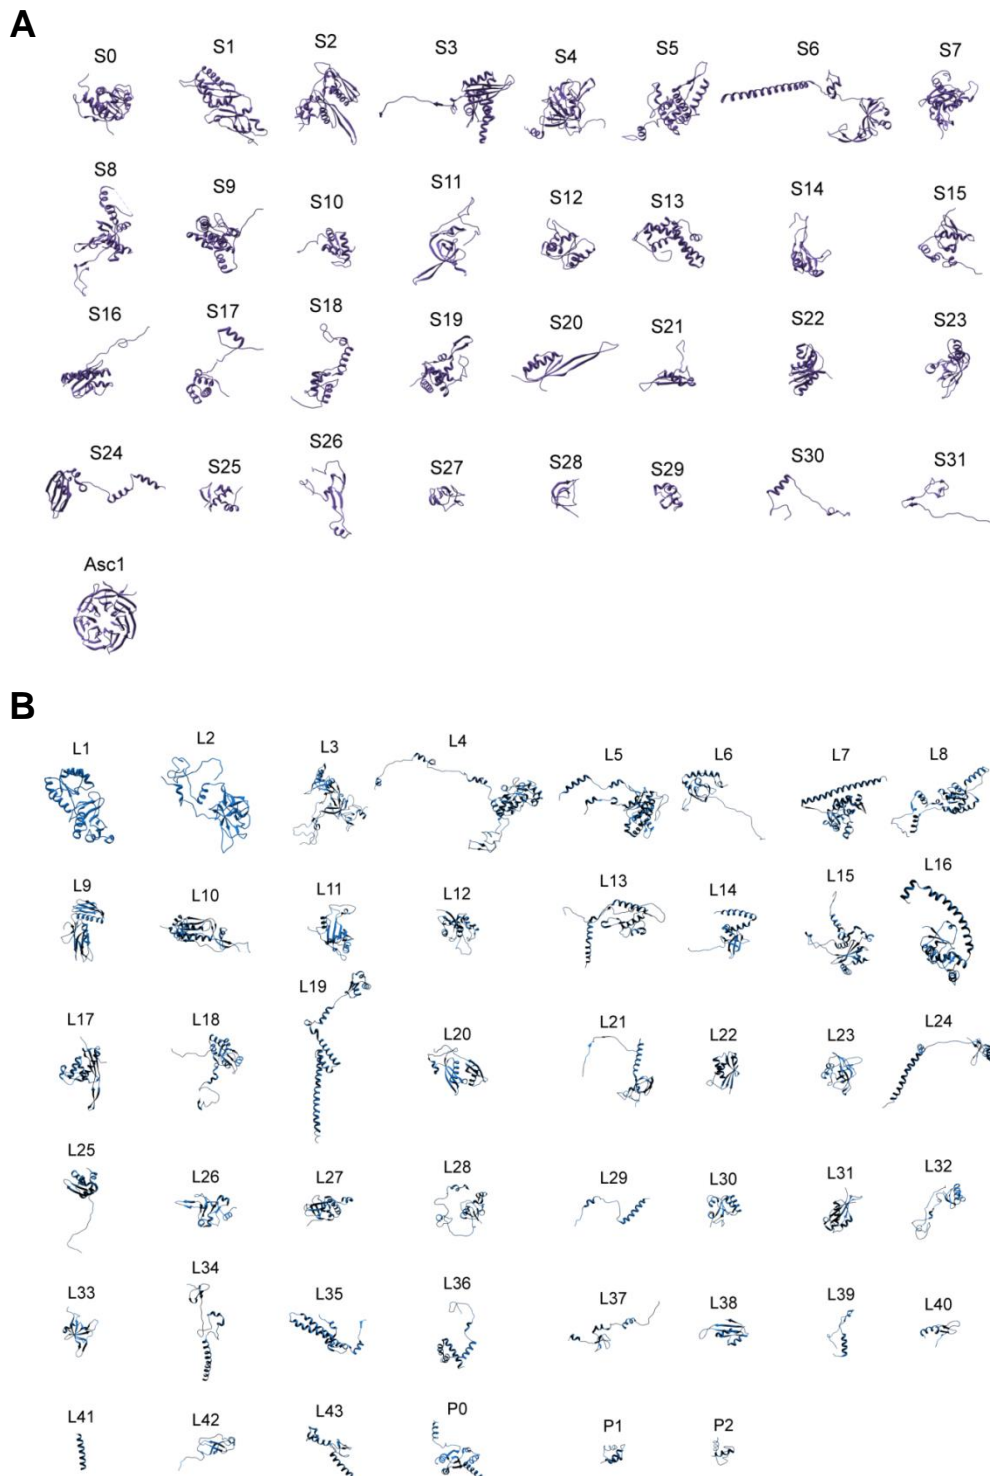 A
S0 S1 S2 S3 S4 S5 S6 S7
S8 S9 S10 S11 S12 S13 S14 S15
S16 S17 S18 S19 S20 S21 S22 S23
S24 S25 S26 S27 S28 S29 S30 S31
Asc1
B
L1 L2 L3 L4 L5 L6 L7 L8
L9 L10 L11 L12 L13 L14 L15 L16
L17 L18 L19 L20 L21 L22 L23 L24
L25 L26 L27 L28 L29 L30 L31 L32
L33 L34 L35 L36 L37 L38 L39 L40
L41 L42 L43 P0 P1 P2